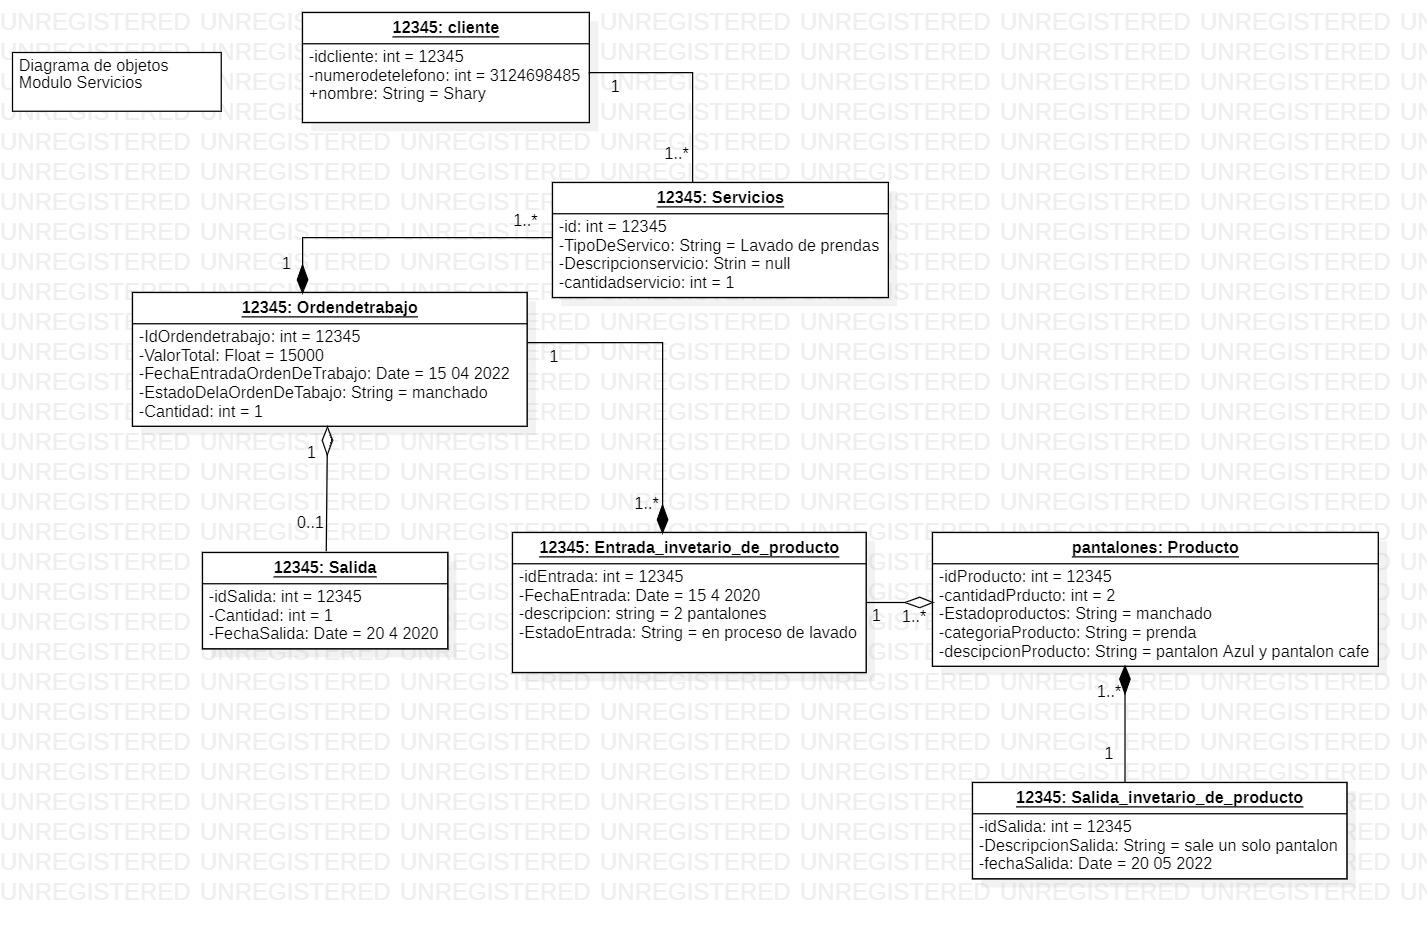 12345: cliente
-idcliente: int = 12345
-numerodetelefono: int = 3124698485
+nombre: String = Shary
Diagrama de objetos
Modulo Servicios
1
1..*
12345: Servicios
-id: int = 12345
-TipoDeServico: String = Lavado de prendas
-Descripcionservicio: Strin = null
-cantidadservicio: int = 1
1..*
1
12345: Ordendetrabajo
-IdOrdendetrabajo: int = 12345
-ValorTotal: Float = 15000
-FechaEntradaOrdenDeTrabajo: Date = 15 04 2022
-EstadoDelaOrdenDeTabajo: String = manchado
-Cantidad: int = 1
1
1..*
1
0..1
12345: Salida
-idSalida: int = 12345
-Cantidad: int = 1
-FechaSalida: Date = 20 4 2020
12345: Entrada_invetario_de_producto
-idEntrada: int = 12345
-FechaEntrada: Date = 15 4 2020
-descripcion: string = 2 pantalones
-EstadoEntrada: String = en proceso de lavado
1
1..*
pantalones: Producto
-idProducto: int = 12345
-cantidadPrducto: int = 2
-Estadoproductos: String = manchado
-categoriaProducto: String = prenda
-descipcionProducto: String = pantalon Azul y pantalon cafe
1..*
1
12345: Salida_invetario_de_producto
-idSalida: int = 12345
-DescripcionSalida: String = sale un solo pantalon
-fechaSalida: Date = 20 05 2022
UNREGISTERED